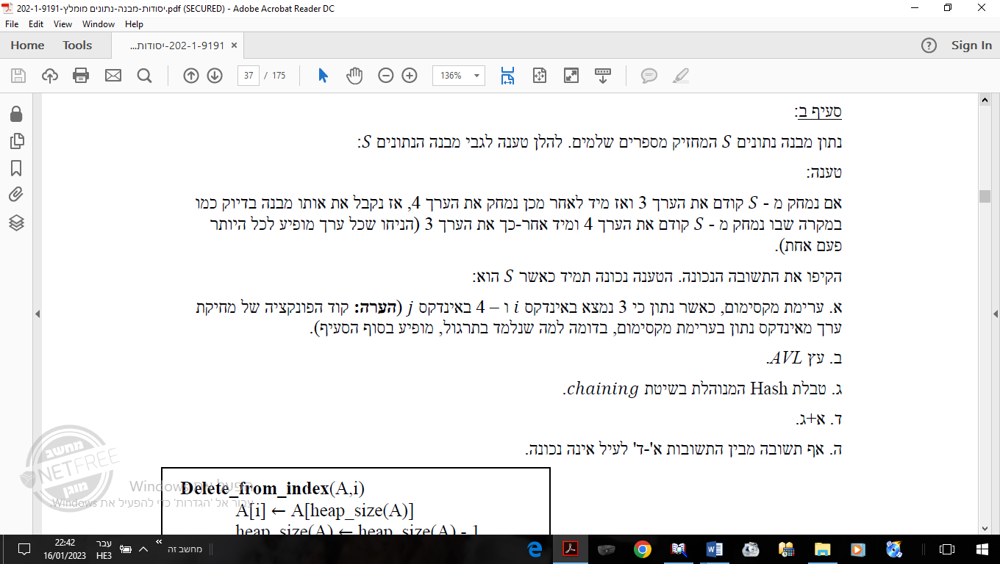 202-1-9191-יסודות-מבנה-נתונים מומלץ.pdf (SECURED) - Adobe Acrobat Reader DC
File Edit View Window Help
Home Tools 202-1-9191-יסודות... × Sign In
37 / 175 136%
סעיף ב:
נתון מבנה נתונים S המחזיק מספרים שלמים. להלן טענה לגבי מבנה הנתונים S:
טענה:
אם נמחק מ - S קודם את הערך 3 ואז מיד לאחר מכן נמחק את הערך 4, אז נקבל את אותו מבנה בדיוק כמו
במקרה שבו נמחק מ - S קודם את הערך 4 ומיד אחר-כך את הערך 3 (הניחו שכל ערך מופיע לכל היותר
פעם אחת).
הקיפו את התשובה הנכונה. הטענה נכונה תמיד כאשר S הוא:
א. ערימת מקסימום, כאשר נתון כי 3 נמצא באינדקס i ו – 4 באינדקס j (הערה: קוד הפונקציה של מחיקת
ערך מאינדקס נתון בערימת מקסימום, בדומה למה שנלמד בתרגול, מופיע בסוף הסעיף).
ב. עץ AVL.
ג. טבלת Hash המנוהלת בשיטת chaining.
ד. א+ג.
ה. אף תשובה מבין התשובות א'-ד' לעיל אינה נכונה.
Delete_from_index(A,i)
A[i] ← A[heap_size(A)]
heap_size(A) ← heap_size(A) - 1
הפעל את Windows
עבור אל 'הגדרות' כדי להפעיל את Windows.
מחשב
NETFREE
מוגן
22:42
16/01/2023
עבר
HE3
מחשב זה